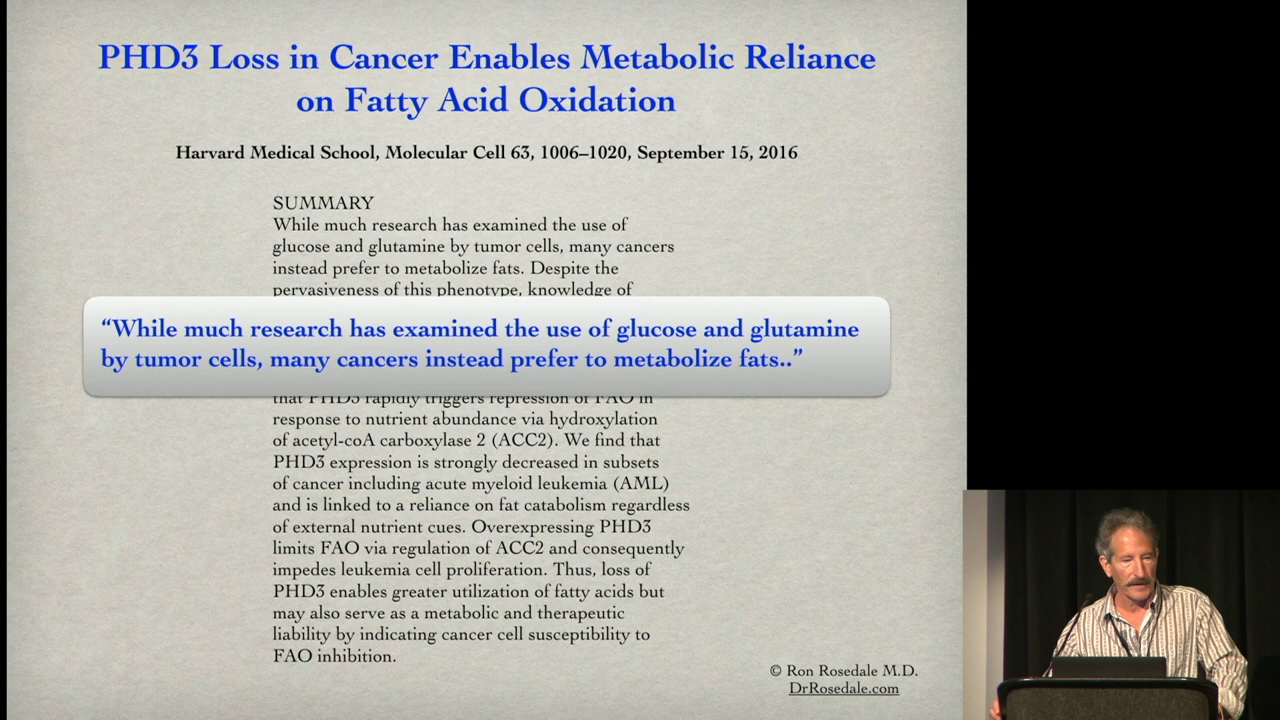 PHD3 Loss in Cancer Enables Metabolic Reliance
on Fatty Acid Oxidation
Harvard Medical School, Molecular Cell 63, 1006–1020, September 15, 2016
SUMMARY
While much research has examined the use of
glucose and glutamine by tumor cells, many cancers
instead prefer to metabolize fats. Despite the
pervasiveness of this phenotype, knowledge of
“While much research has examined the use of glucose and glutamine
by tumor cells, many cancers instead prefer to metabolize fats..”
that PHD3 rapidly triggers repression of FAO in
response to nutrient abundance via hydroxylation
of acetyl-coA carboxylase 2 (ACC2). We find that
PHD3 expression is strongly decreased in subsets
of cancer including acute myeloid leukemia (AML)
and is linked to a reliance on fat catabolism regardless
of external nutrient cues. Overexpressing PHD3
limits FAO via regulation of ACC2 and consequently
impedes leukemia cell proliferation. Thus, loss of
PHD3 enables greater utilization of fatty acids but
may also serve as a metabolic and therapeutic
liability by indicating cancer cell susceptibility to
FAO inhibition.
© Ron Rosedale M.D.
DrRosedale.com